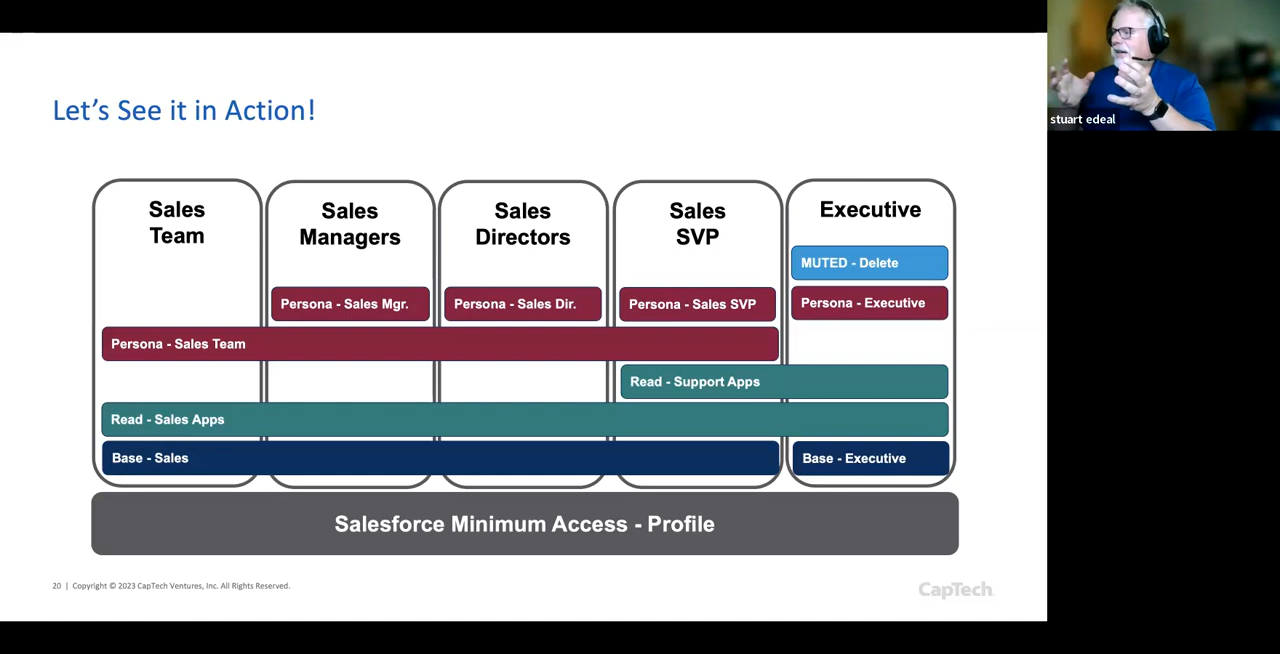 Let's See it in Action!
Sales
Team
Sales
Managers
Sales
Directors
Sales
SVP
Executive
MUTED - Delete
Persona - Sales Mgr.
Persona - Sales Dir.
Persona - Sales SVP
Persona - Executive
Persona - Sales Team
Read - Support Apps
Read - Sales Apps
Base - Sales
Base - Executive
Salesforce Minimum Access - Profile
20 | Copyright © 2023 CapTech Ventures, Inc. All Rights Reserved.
CapTech
stuart edeal